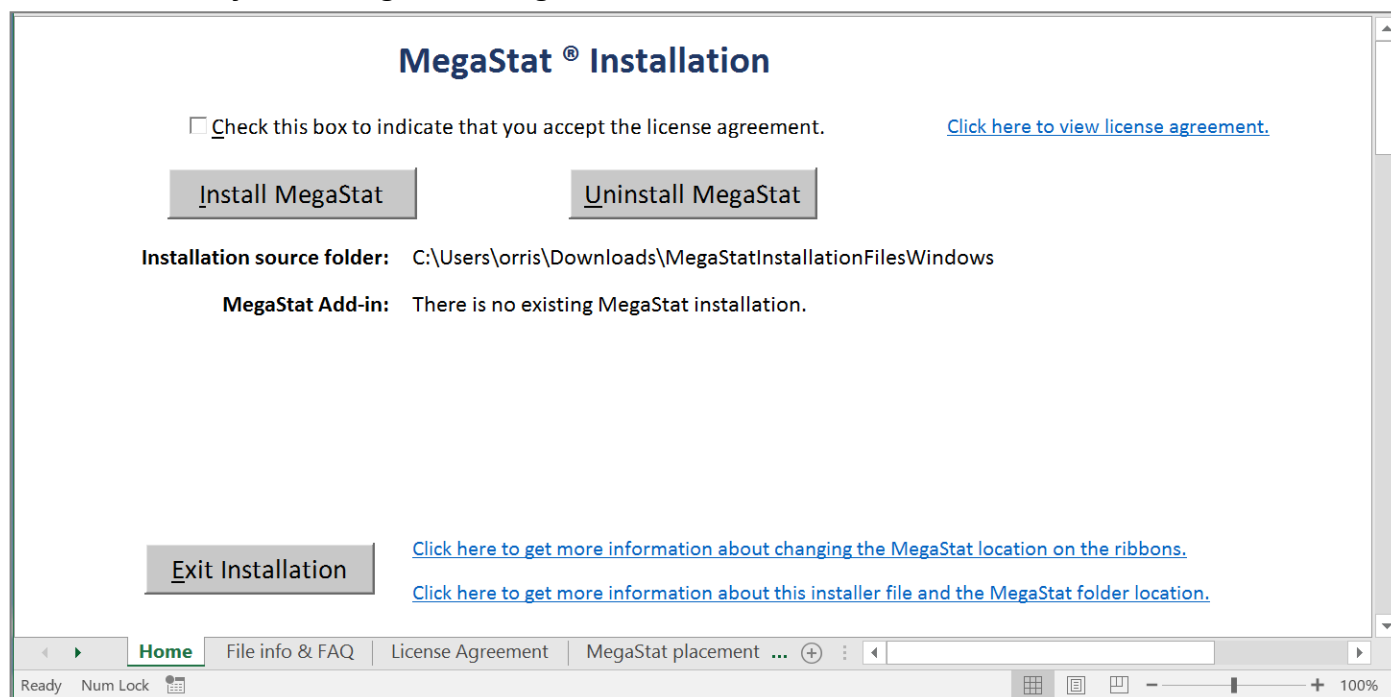 MegaStat ® Installation
Check this box to indicate that you accept the license agreement.
Click here to view license agreement.
Install MegaStat
Uninstall MegaStat
Installation source folder: C:\Users\orris\Downloads\MegaStatInstallationFilesWindows
MegaStat Add-in: There is no existing MegaStat installation.
Click here to get more information about changing the MegaStat location on the ribbons.
Exit Installation
Click here to get more information about this installer file and the MegaStat folder location.
Home File info & FAQ License Agreement MegaStat placement ...
Ready Num Lock 100%